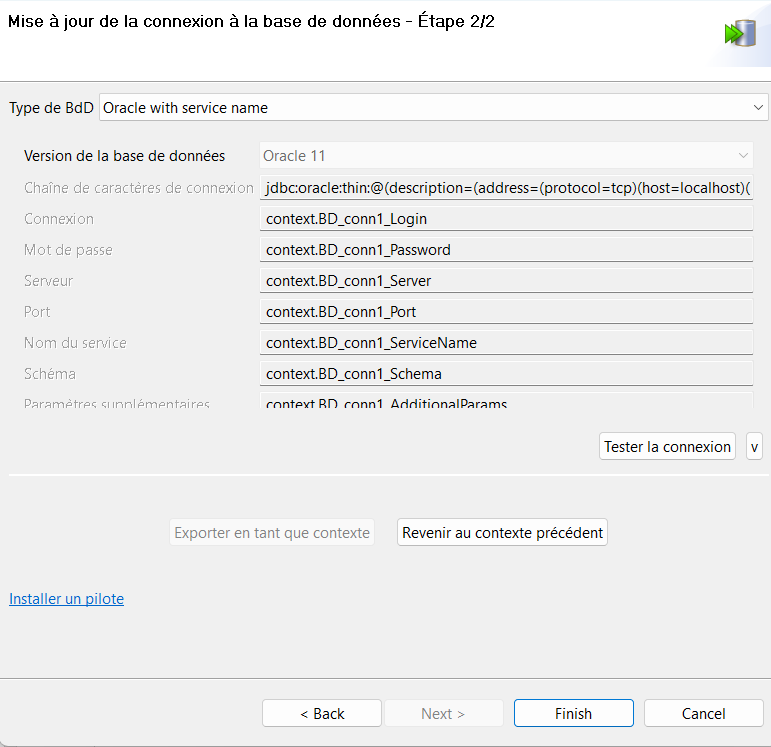 Mise à jour de la connexion à la base de données - Étape 2/2
Type de BdD Oracle with service name
Version de la base de données Oracle 11
Chaîne de caractères de connexion jdbc:oracle:thin:@(description=(address=(protocol=tcp)(host=localhost)(
Connexion context.BD_conn1_Login
Mot de passe context.BD_conn1_Password
Serveur context.BD_conn1_Server
Port context.BD_conn1_Port
Nom du service context.BD_conn1_ServiceName
Schéma context.BD_conn1_Schema
Paramètres supplémentaires context.BD_conn1_AdditionalParams
Tester la connexion v
Exporter en tant que contexte Revenir au contexte précédent
Installer un pilote
< Back Next > Finish Cancel